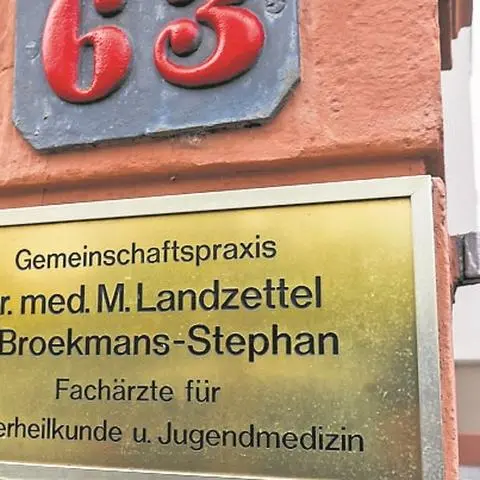 63
Gemeinschaftspraxis
r. med. M. Landzettel
Broekmans-Stephan
Fachärzte für
erheilkunde u. Jugendmedizin